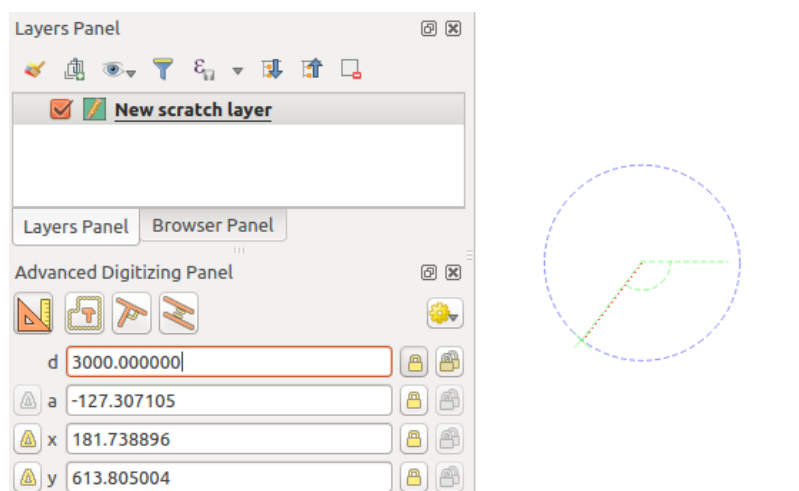 Layers Panel
New scratch layer
Layers Panel Browser Panel
Advanced Digitizing Panel
d 3000.000000
a -127.307105
x 181.738896
y 613.805004